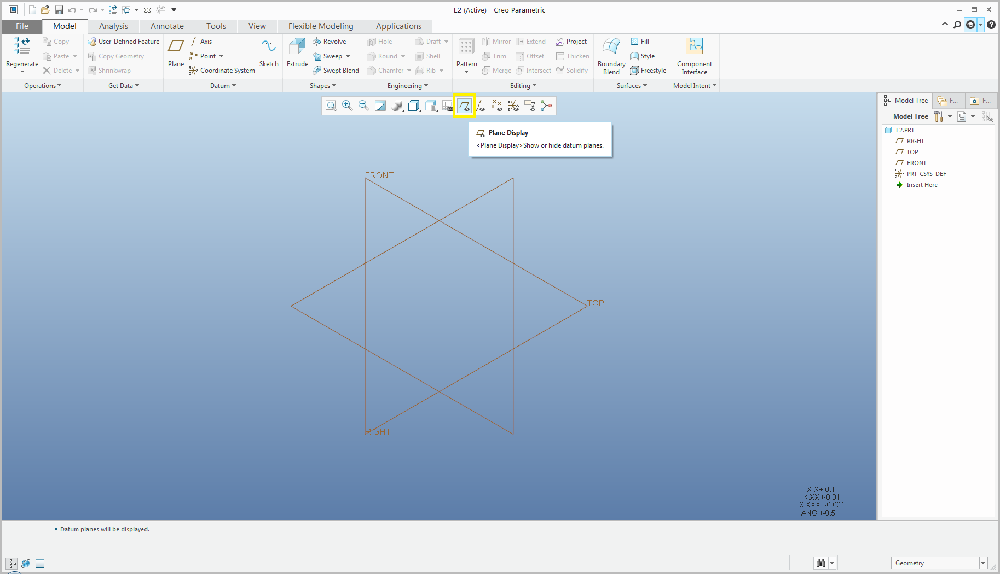 E2 (Active) - Creo Parametric
File Model Analysis Annotate Tools View Flexible Modeling Applications
Regenerate
Copy
Paste
Delete
Operations
User-Defined Feature
Copy Geometry
Shrinkwrap
Get Data
Plane
Axis
Point
Coordinate System
Sketch
Datum
Extrude
Revolve
Sweep
Swept Blend
Shapes
Hole
Draft
Round
Shell
Chamfer
Rib
Engineering
Pattern
Mirror
Extend
Project
Trim
Offset
Thicken
Merge
Intersect
Solidify
Editing
Boundary
Blend
Fill
Style
Freestyle
Surfaces
Component
Interface
Model Intent
Plane Display
<Plane Display>Show or hide datum planes.
FRONT
TOP
RIGHT
X.X+-0.1
X.XX+-0.01
X.XXX+-0.001
ANG.+-0.5
Model Tree F... F...
Model Tree
E2.PRT
RIGHT
TOP
FRONT
PRT_CSYS_DEF
Insert Here
• Datum planes will be displayed.
Geometry